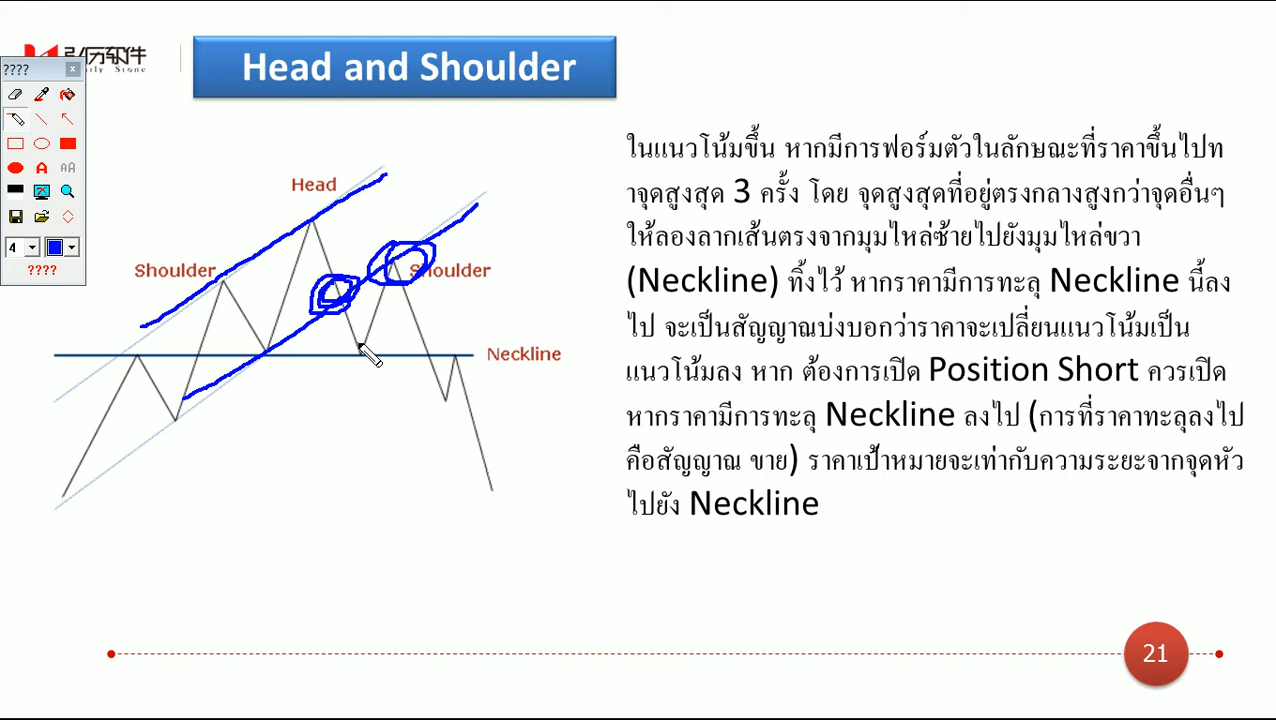 弘历软件
Daily Stone
Head and Shoulder
????
A
AA
4
????
Head
Shoulder
Shoulder
Neckline
ในแนวโน้มขึ้น หากมีการฟอร์มตัวในลักษณะที่ราคาขึ้นไปท
าจุดสูงสุด 3 ครั้ง โดย จุดสูงสุดที่อยู่ตรงกลางสูงกว่าจุดอื่นๆ
ให้ลองลากเส้นตรงจากมุมไหล่ซ้ายไปยังมุมไหล่ขวา
(Neckline) ทิ้งไว้ หากราคามีการทะลุ Neckline นี้ลง
ไป จะเป็นสัญญาณบ่งบอกว่าราคาจะเปลี่ยนแนวโน้มเป็น
แนวโน้มลง หาก ต้องการเปิด Position Short ควรเปิด
หากราคามีการทะลุ Neckline ลงไป (การที่ราคาทะลุลงไป
คือสัญญาณ ขาย) ราคาเป้าหมายจะเท่ากับความระยะจากจุดหัว
ไปยัง Neckline
21